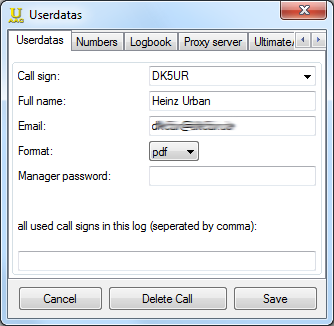 Userdatas
Userdatas Numbers Logbook Proxy server Ultimate
Call sign: DK5UR
Full name: Heinz Urban
Email:
Format: pdf
Manager password:
all used call signs in this log (seperated by comma):
Cancel Delete Call Save